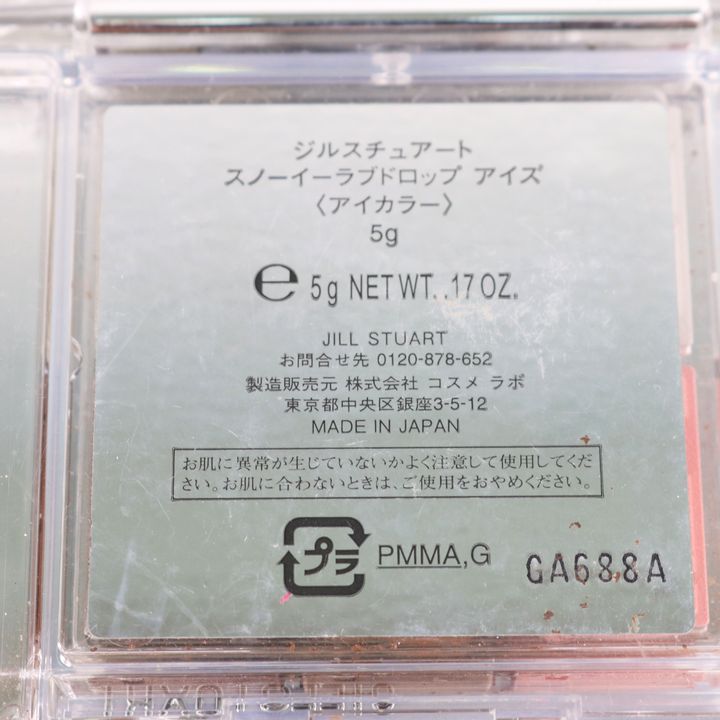 ジルスチュアート
スノーイーラブドロップ アイズ
〈アイカラー〉
5g
e 5g NET WT. .17 OZ.
JILL STUART
お問合せ先 0120-878-652
製造販売元 株式会社 コスメ ラボ
東京都中央区銀座3-5-12
MADE IN JAPAN
お肌に異常が生じていないかよく注意して使用してくだ
さい。お肌に合わないときは、ご使用をおやめください。
プラ PMMA,G GA688A